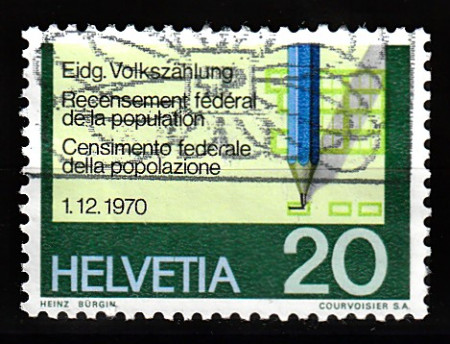 Eidg. Volkszählung
Recensement fédéral
de la population
Censimento federale
della popolazione
1.12.1970
HELVETIA 20
HEINZ BÜRGIN COURVOISIER S.A.